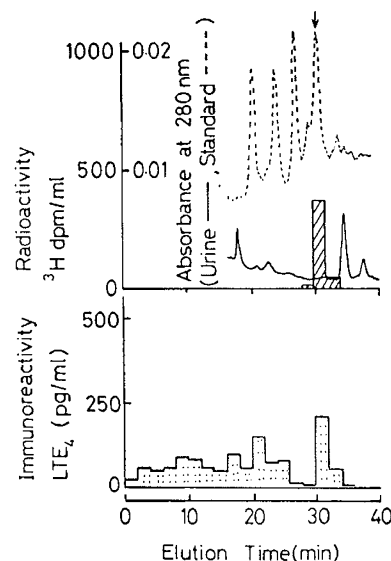 1000
0.02
500
0.01
0
Radioactivity
³H dpm/ml
Absorbance at 280 nm
(Urine ——, Standard -----)
500
250
0
Immunoreactivity
LTE₄ (pg/ml)
0 10 20 30 40
Elution Time(min)